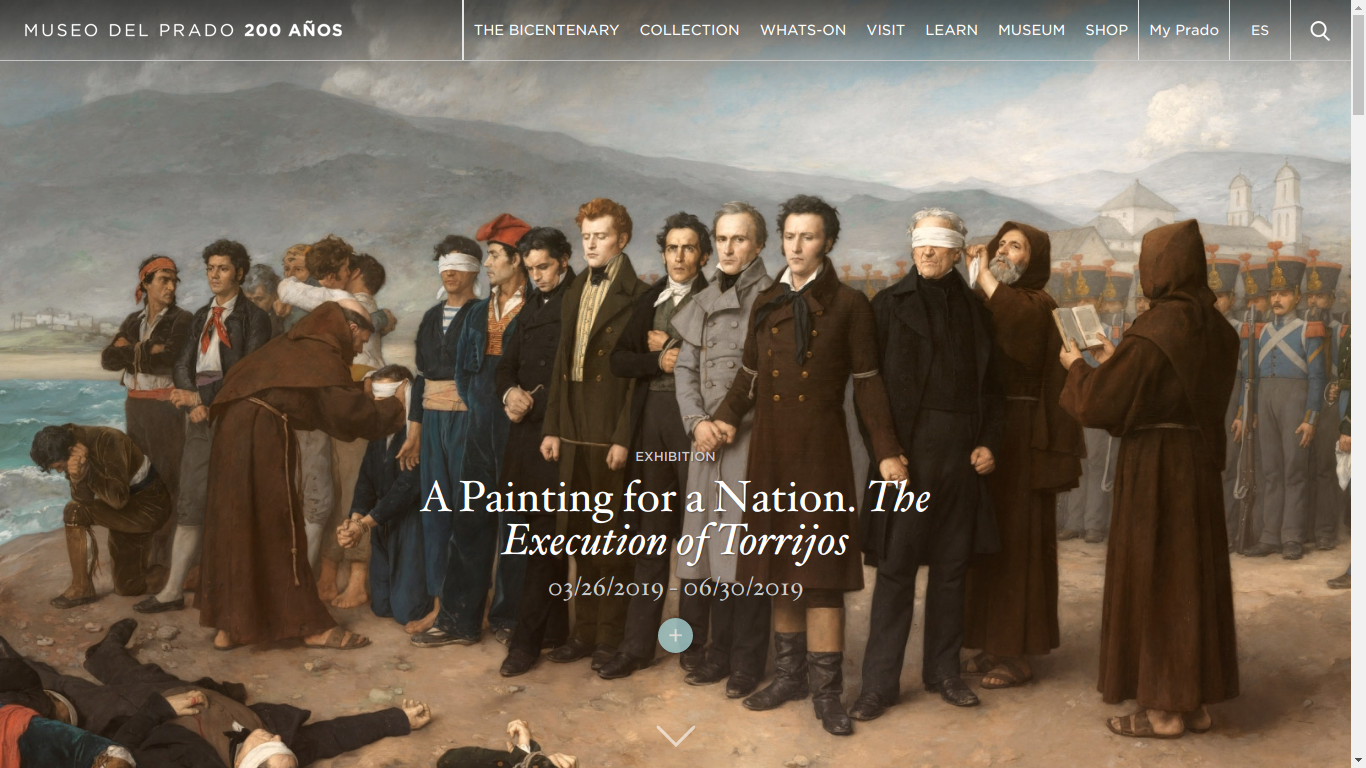 MUSEO DEL PRADO 200 AÑOS
THE BICENTENARY COLLECTION WHATS-ON VISIT LEARN MUSEUM SHOP My Prado ES
EXHIBITION
A Painting for a Nation. The
Execution of Torrijos
03/26/2019 - 06/30/2019